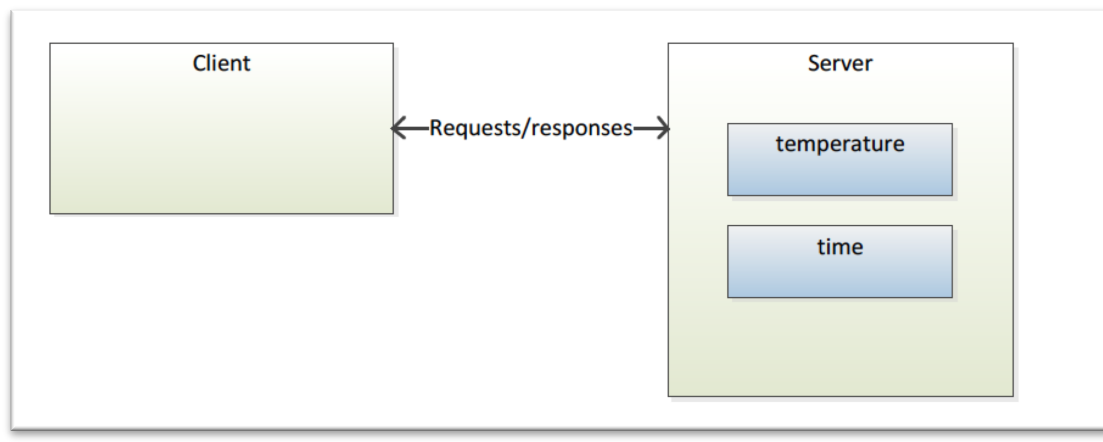 Client
Server
Requests/responses
temperature
time